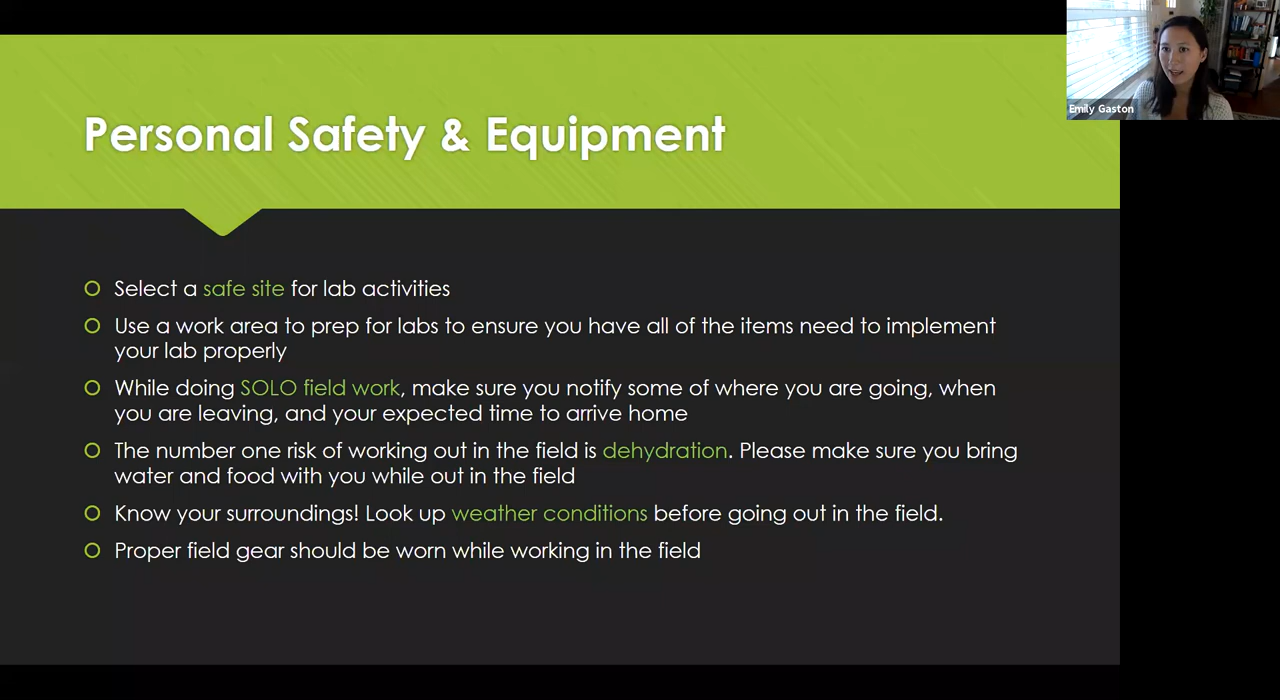 Emily Gaston
Personal Safety & Equipment
Select a safe site for lab activities
Use a work area to prep for labs to ensure you have all of the items need to implement
your lab properly
While doing SOLO field work, make sure you notify some of where you are going, when
you are leaving, and your expected time to arrive home
The number one risk of working out in the field is dehydration. Please make sure you bring
water and food with you while out in the field
Know your surroundings! Look up weather conditions before going out in the field.
Proper field gear should be worn while working in the field